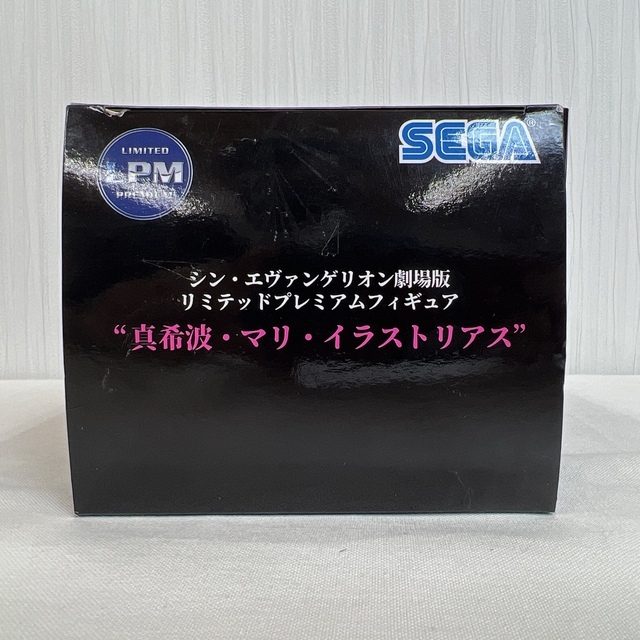 LIMITED
LPM
PREMIUM
SEGA®
シン・エヴァンゲリオン劇場版
リミテッドプレミアムフィギュア
“真希波・マリ・イラストリアス”